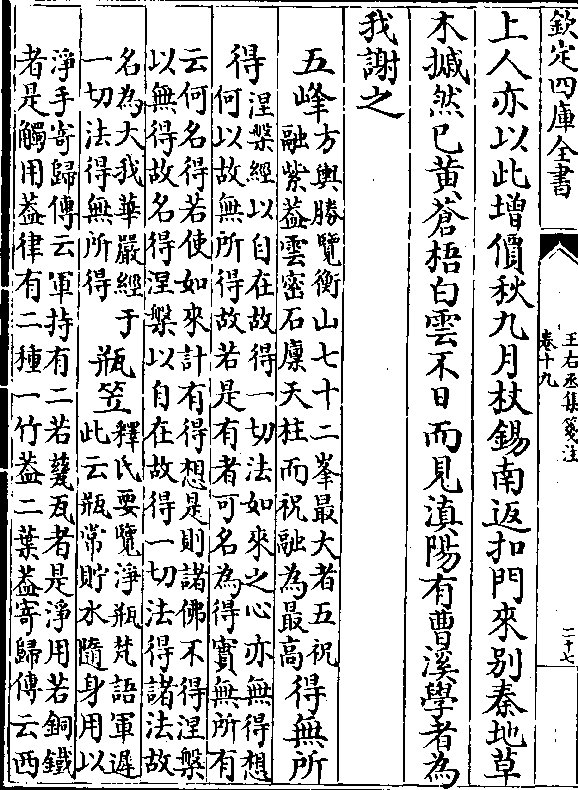 欽定四庫全書
王右丞集箋注
卷十九
二十七
上人亦以此增價秋九月杖錫南返扣門來别秦地草
木摵然已黄蒼梧白雲不日而見滇陽有曹溪學者為
我謝之
五峰方輿勝覽衡山七十二峯最大者五祝
融紫葢雲密石廩天柱而祝融為最高得無所
得涅槃經以自在故得一切法如來之心亦無得想
何以故無所得故若是有者可名為得實無所有
云何名得若使如來計有得想是則諸佛不得涅槃
以無得故名得涅槃以自在故得一切法得諸法故
名為大我華嚴經于
一切法得無所得
瓶笠釋氏要覽淨瓶梵語軍遲
此云瓶常貯水隨身用以
淨手寄歸傳云軍持有二若甆瓦者是淨用若銅鐵
者是觸用葢律有二種一竹葢二葉葢寄歸傳云西